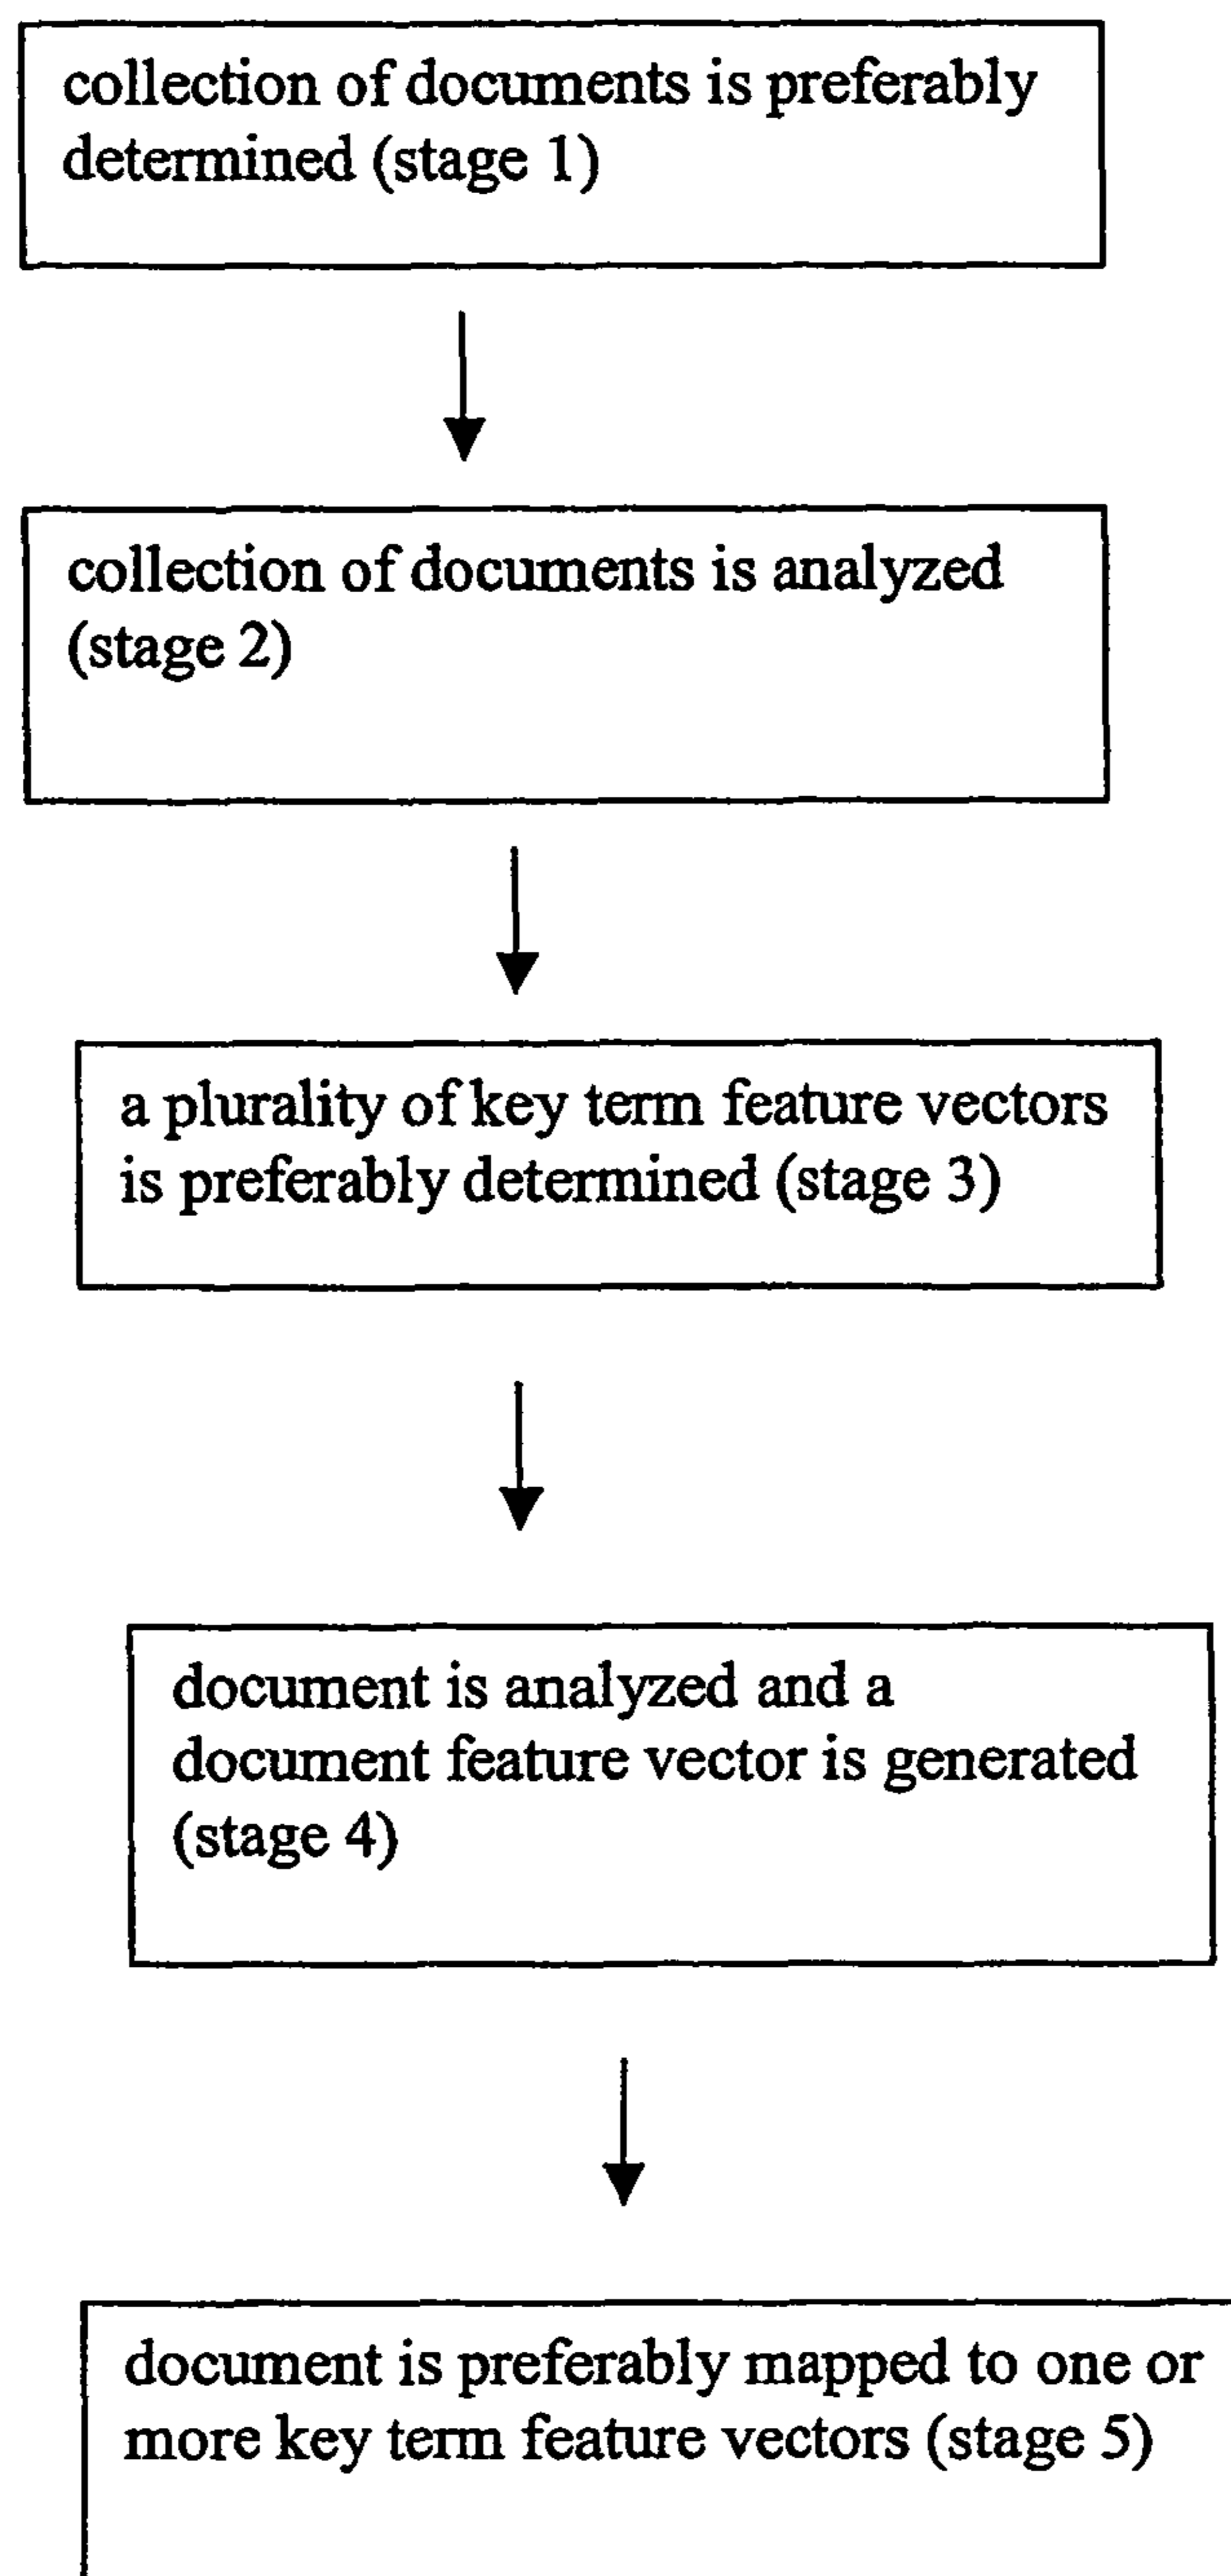 collection of documents is preferably
determined (stage 1)
collection of documents is analyzed
(stage 2)
a plurality of key term feature vectors
is preferably determined (stage 3)
document is analyzed and a
document feature vector is generated
(stage 4)
document is preferably mapped to one or
more key term feature vectors (stage 5)